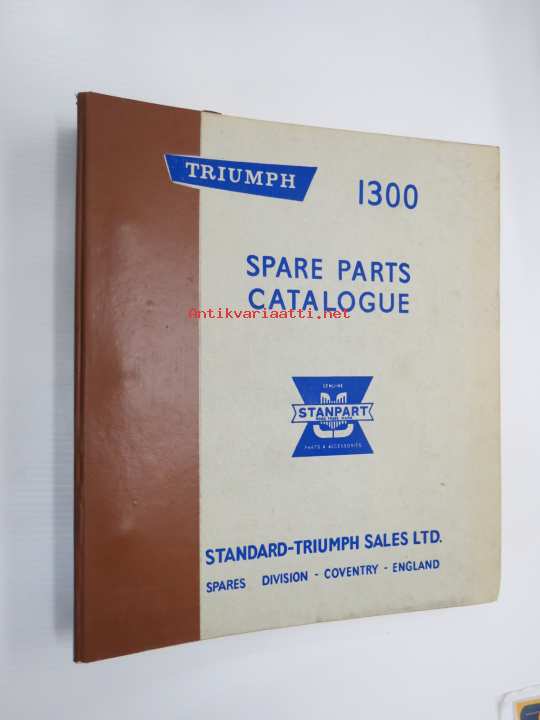 TRIUMPH
1300
SPARE PARTS
CATALOGUE
Antikvariaatti.net
GENUINE
STANPART
PARTS & ACCESSORIES
STANDARD-TRIUMPH SALES LTD.
SPARES DIVISION - COVENTRY - ENGLAND